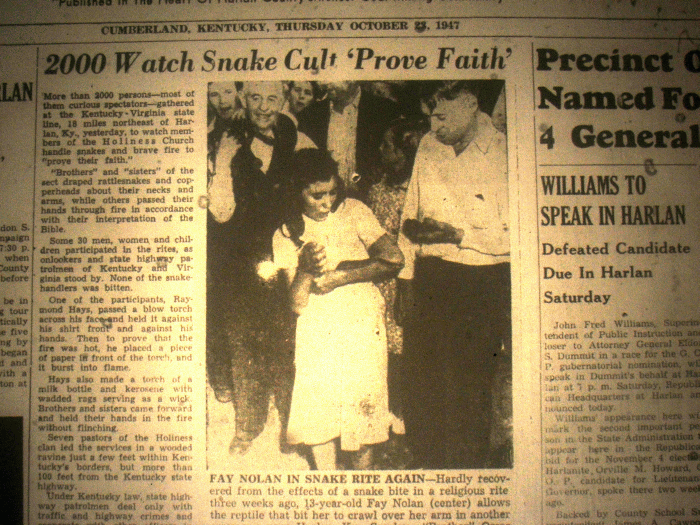 CUMBERLAND, KENTUCKY, THURSDAY OCTOBER 23, 1947
2000 Watch Snake Cult 'Prove Faith'
More than 2000 persons—most of
them curious spectators—gathered
at the Kentucky-Virginia state
line, 18 miles northeast of Har-
lan, Ky., yesterday, to watch mem-
bers of the Holiness Church
handle snakes and brave fire to
"prove their faith."
"Brothers" and "sisters" of the
sect draped rattlesnakes and cop-
perheads about their necks and
arms, while others passed their
hands through fire in accordance
with their interpretation of the
Bible.
Some 30 men, women, and chil-
dren participated in the rites, as
onlookers and state highway pa-
trolmen of Kentucky and Vir-
ginia stood by. None of the snake-
handlers was bitten.
One of the participants, Ray-
mond Hays, passed a blow torch
across his face and held it against
his shirt front and against his
hands. Then to prove that the
fire was hot, he placed a piece
of paper in front of the torch, and
it burst into flame.
Hays also made a torch of a
milk bottle and kerosene with
wadded rags serving as a wick.
Brothers and sisters came forward
and held their hands in the fire
without flinching.
Seven pastors of the Holiness
clan led the services in a wooded
ravine just a few feet within Ken-
tucky's borders, but more than
100 feet from the Kentucky state
highway.
Under Kentucky law, state high-
way patrolmen deal only with
traffic and highway crimes and
FAY NOLAN IN SNAKE RITE AGAIN—Hardly recov-
ered from the effects of a snake bite in a religious rite
three weeks ago, 13-year-old Fay Nolan (center) allows
the reptile that bit her to crawl over her arm in another
Precinct
Named
4 General
WILLIAMS TO
SPEAK IN HARLAN
Defeated Candidate
Due In Harlan
Saturday
John Fred Williams,
tendent of Public Instruction and
loser to Attorney General
S. Dummit in a race for the G.
P. gubernatorial nomination,
speak in Dummit's behalf at
lan at 7 p. m. Saturday,
can Headquarters at Harlan
nounced today.
Williams' appearance here
mark the second important
son in the State Administration
appear here in the
bid for the November 4
Harlanite, Orville M. Howard,
P. candidate for Lieutenant
Governor, spoke there two
ago.
Backed by County School